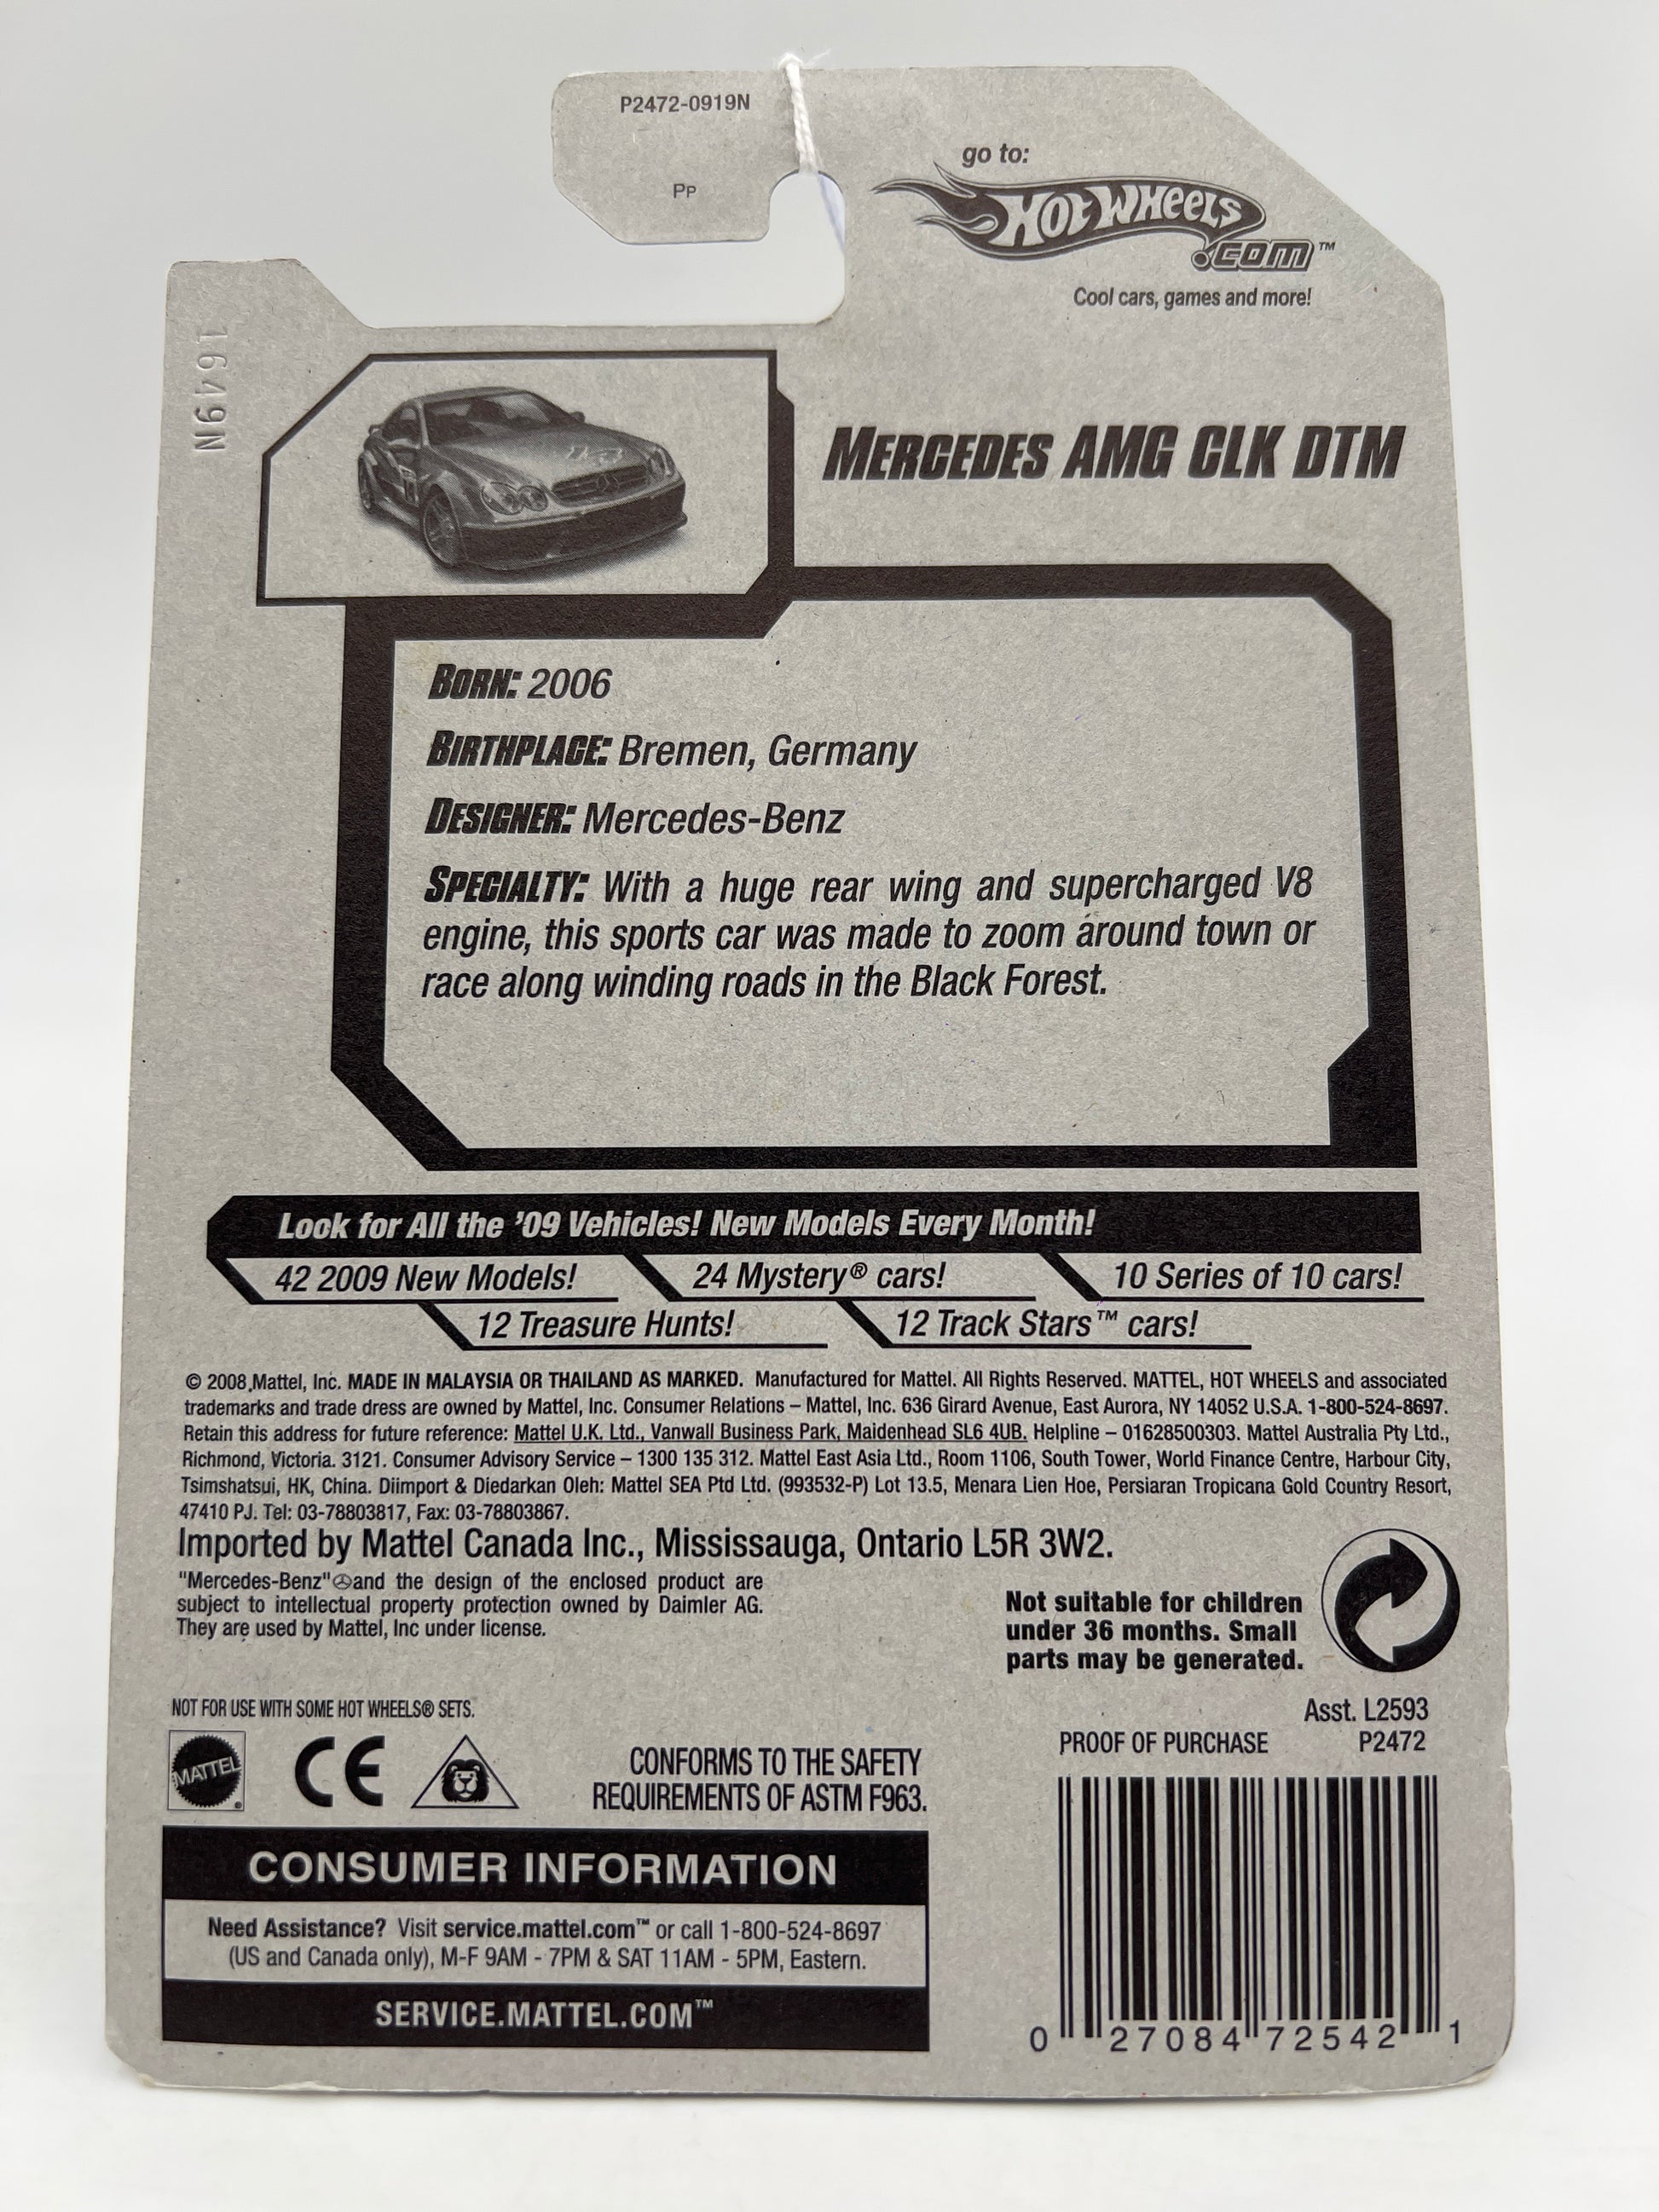 P2472-0919N
PP
go to:
HOT WHEELS
.COM™
Cool cars, games and more!
1649N
MERCEDES AMG CLK DTM
BORN: 2006
BIRTHPLACE: Bremen, Germany
DESIGNER: Mercedes-Benz
SPECIALTY: With a huge rear wing and supercharged V8
engine, this sports car was made to zoom around town or
race along winding roads in the Black Forest.
Look for All the '09 Vehicles! New Models Every Month!
42 2009 New Models!
24 Mystery® cars!
10 Series of 10 cars!
12 Treasure Hunts!
12 Track Stars™ cars!
© 2008 Mattel, Inc. MADE IN MALAYSIA OR THAILAND AS MARKED. Manufactured for Mattel. All Rights Reserved. MATTEL, HOT WHEELS and associated
trademarks and trade dress are owned by Mattel, Inc. Consumer Relations – Mattel, Inc. 636 Girard Avenue, East Aurora, NY 14052 U.S.A. 1-800-524-8697.
Retain this address for future reference: Mattel U.K. Ltd., Vanwall Business Park, Maidenhead SL6 4UB. Helpline – 01628500303. Mattel Australia Pty Ltd.,
Richmond, Victoria. 3121. Consumer Advisory Service – 1300 135 312. Mattel East Asia Ltd., Room 1106, South Tower, World Finance Centre, Harbour City,
Tsimshatsui, HK, China. Diimport & Diedarkan Oleh: Mattel SEA Ptd Ltd. (993532-P) Lot 13.5, Menara Lien Hoe, Persiaran Tropicana Gold Country Resort,
47410 PJ. Tel: 03-78803817, Fax: 03-78803867.
Imported by Mattel Canada Inc., Mississauga, Ontario L5R 3W2.
"Mercedes-Benz" and the design of the enclosed product are
subject to intellectual property protection owned by Daimler AG.
They are used by Mattel, Inc under license.
Not suitable for children
under 36 months. Small
parts may be generated.
NOT FOR USE WITH SOME HOT WHEELS® SETS.
Asst. L2593
PROOF OF PURCHASE P2472
MATTEL®
CE
CONFORMS TO THE SAFETY
REQUIREMENTS OF ASTM F963.
CONSUMER INFORMATION
Need Assistance? Visit service.mattel.com™ or call 1-800-524-8697
(US and Canada only), M-F 9AM - 7PM & SAT 11AM - 5PM, Eastern.
SERVICE.MATTEL.COM™
0 27084 72542 1